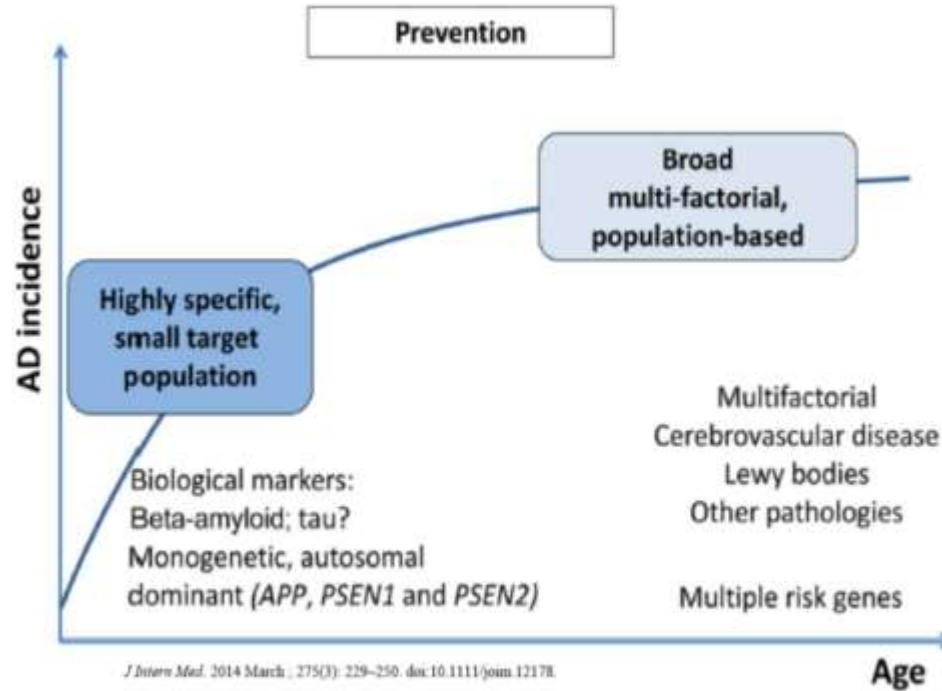 Prevention
AD incidence
Broad
multi-factorial,
population-based
Highly specific,
small target
population
Biological markers:
Beta-amyloid; tau?
Monogenetic, autosomal
dominant (APP, PSEN1 and PSEN2)
Multifactorial
Cerebrovascular disease
Lewy bodies
Other pathologies
Multiple risk genes
J Intern Med. 2014 March ; 275(3): 229–250. doi:10.1111/joim.12178.
Age